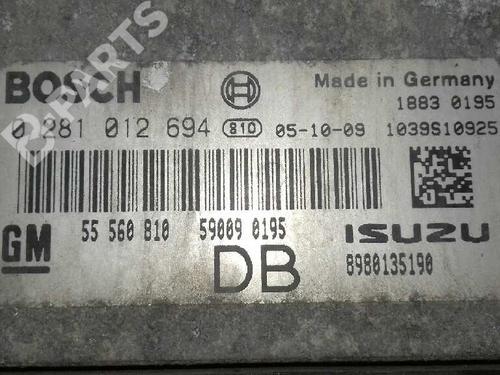 B PARTS
BOSCH
Made in Germany
1883 0195
0 281 012 694 810 05-10-09 1039S10925
GM 55 560 810 59009 0195 ISUZU
DB 8980135190